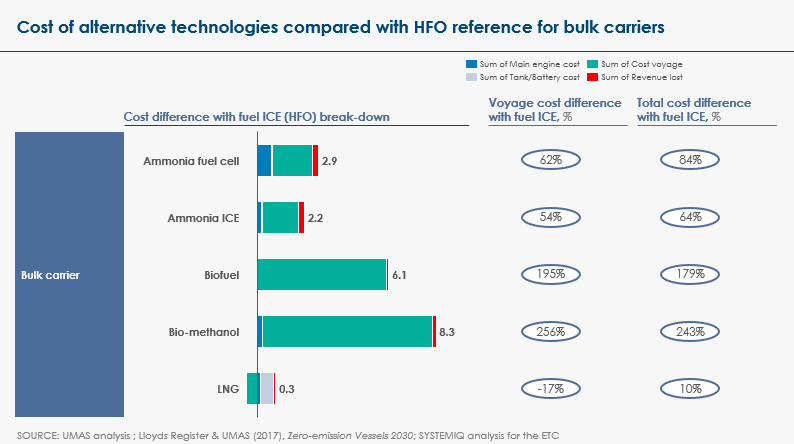 Cost of alternative technologies compared with HFO reference for bulk carriers
Sum of Main engine cost Sum of Cost voyage
Sum of Tank/Battery cost Sum of Revenue lost
Cost difference with fuel ICE (HFO) break-down
Voyage cost difference
with fuel ICE, %
Total cost difference
with fuel ICE, %
Bulk carrier
Ammonia fuel cell 2.9 62% 84%
Ammonia ICE 2.2 54% 64%
Biofuel 6.1 195% 179%
Bio-methanol 8.3 256% 243%
LNG 0.3 -17% 10%
SOURCE: UMAS analysis ; Lloyds Register & UMAS (2017), Zero-emission Vessels 2030; SYSTEMIQ analysis for the ETC